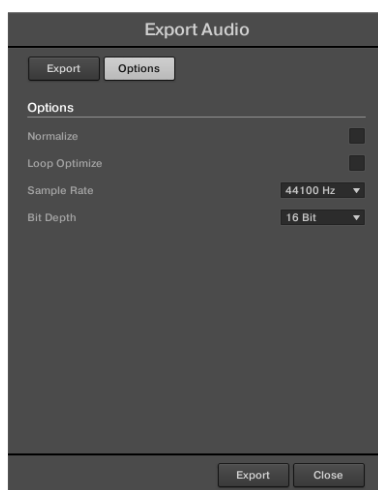 Export Audio
Export Options
Options
Normalize
Loop Optimize
Sample Rate 44100 Hz
Bit Depth 16 Bit
Export Close